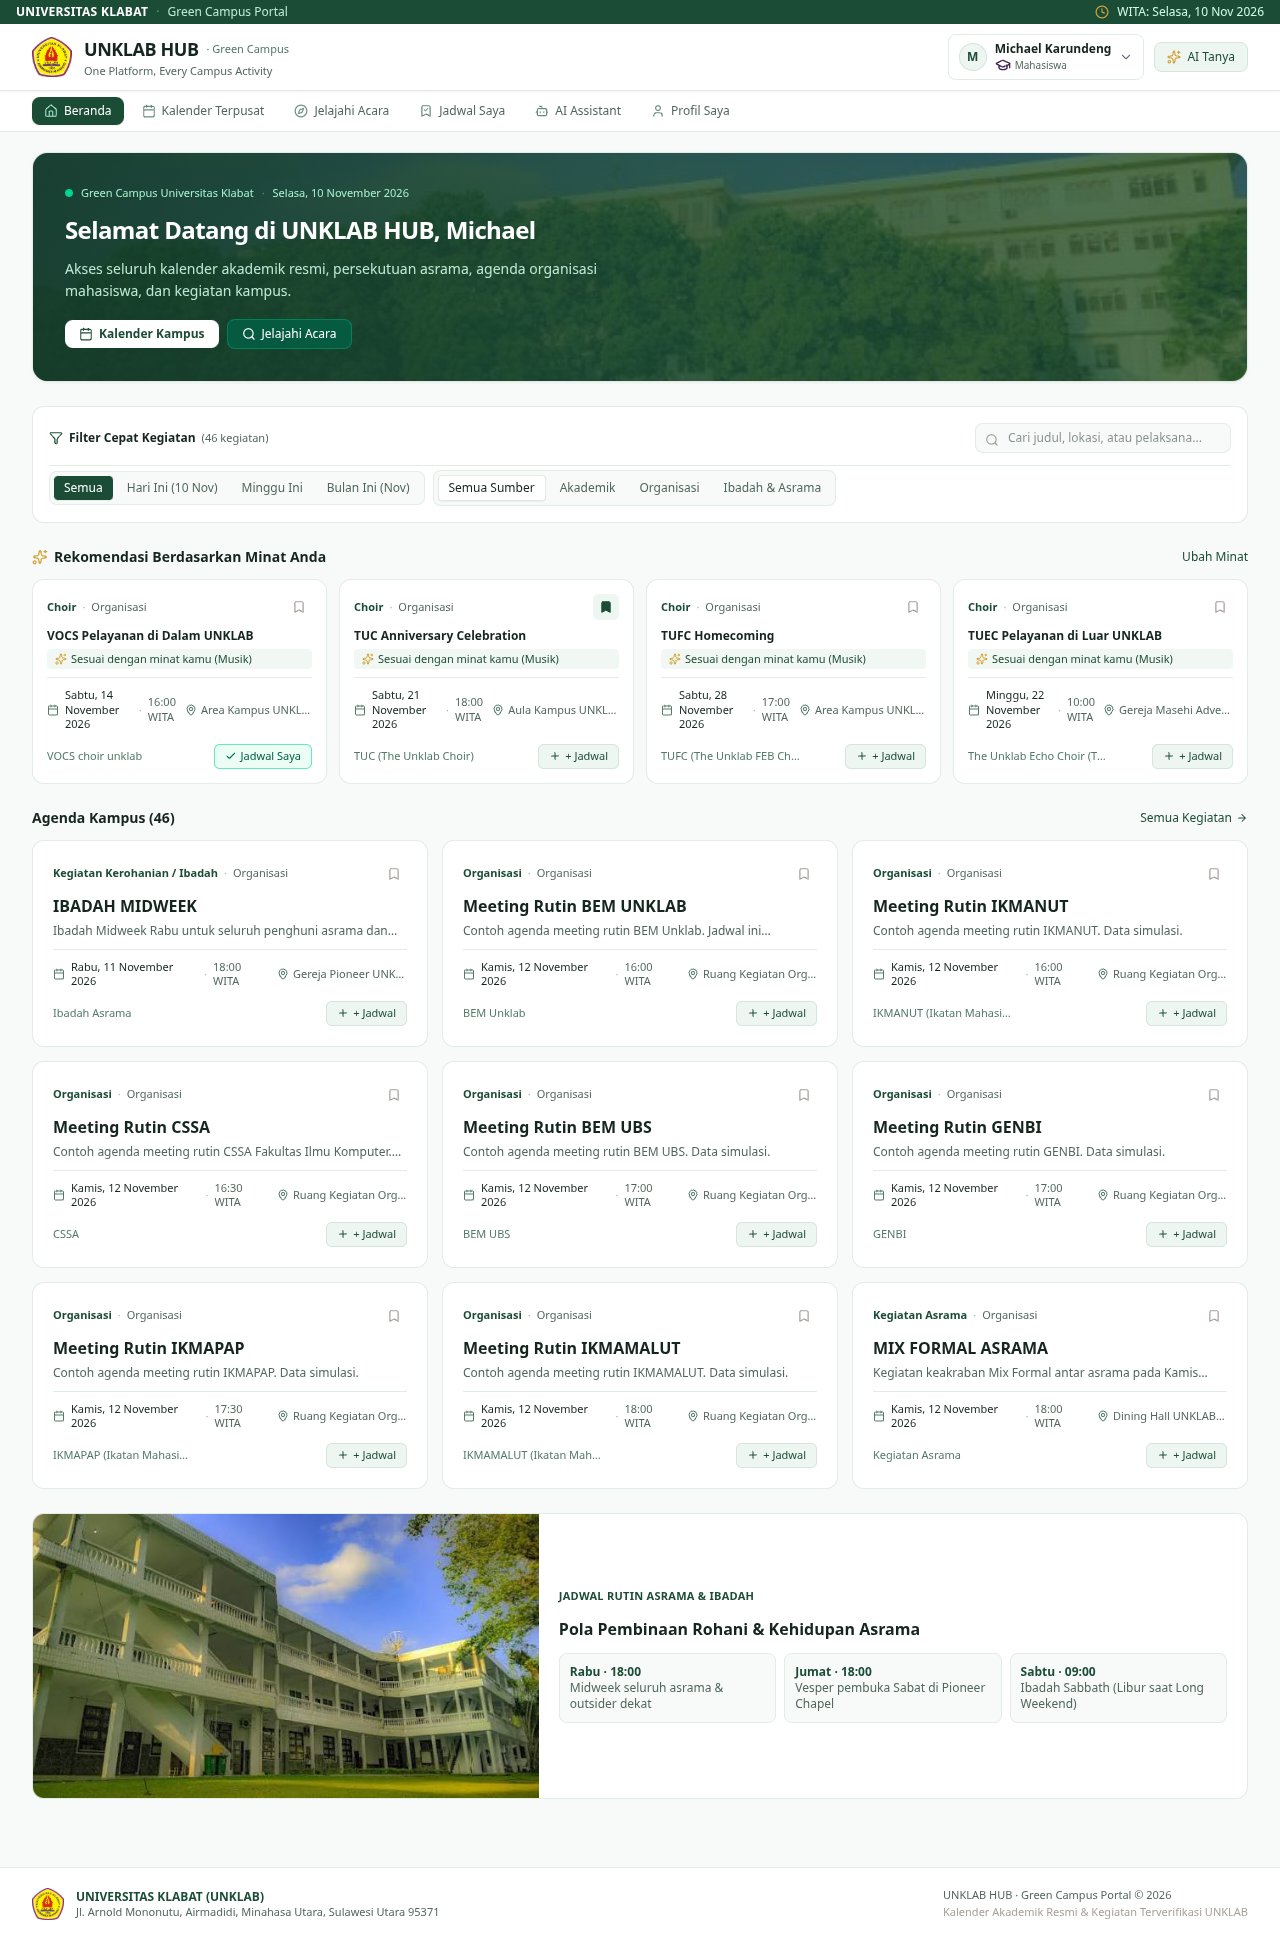 UNIVERSITAS KLABAT · Green Campus Portal
WITA: Selasa, 10 Nov 2026
UNKLAB HUB · Green Campus
One Platform, Every Campus Activity
M
Michael Karundeng
Mahasiswa
AI Tanya
Beranda
Kalender Terpusat
Jelajahi Acara
Jadwal Saya
AI Assistant
Profil Saya
Green Campus Universitas Klabat · Selasa, 10 November 2026
Selamat Datang di UNKLAB HUB, Michael
Akses seluruh kalender akademik resmi, persekutuan asrama, agenda organisasi
mahasiswa, dan kegiatan kampus.
Kalender Kampus
Jelajahi Acara
Filter Cepat Kegiatan (46 kegiatan)
Cari judul, lokasi, atau pelaksana...
Semua
Hari Ini (10 Nov)
Minggu Ini
Bulan Ini (Nov)
Semua Sumber
Akademik
Organisasi
Ibadah & Asrama
Rekomendasi Berdasarkan Minat Anda
Ubah Minat
Choir · Organisasi
VOCS Pelayanan di Dalam UNKLAB
Sesuai dengan minat kamu (Musik)
Sabtu, 14
November
2026
· 16:00
WITA
Area Kampus UNKL...
VOCS choir unklab
Jadwal Saya
Choir · Organisasi
TUC Anniversary Celebration
Sesuai dengan minat kamu (Musik)
Sabtu, 21
November
2026
· 18:00
WITA
Aula Kampus UNKL...
TUC (The Unklab Choir)
+ Jadwal
Choir · Organisasi
TUFC Homecoming
Sesuai dengan minat kamu (Musik)
Sabtu, 28
November
2026
· 17:00
WITA
Area Kampus UNKL...
TUFC (The Unklab FEB Ch...
+ Jadwal
Choir · Organisasi
TUEC Pelayanan di Luar UNKLAB
Sesuai dengan minat kamu (Musik)
Minggu, 22
November
2026
· 10:00
WITA
Gereja Masehi Adve...
The Unklab Echo Choir (T...
+ Jadwal
Agenda Kampus (46)
Semua Kegiatan →
Kegiatan Kerohanian / Ibadah · Organisasi
IBADAH MIDWEEK
Ibadah Midweek Rabu untuk seluruh penghuni asrama dan...
Rabu, 11 November
2026
· 18:00
WITA
Gereja Pioneer UNK...
Ibadah Asrama
+ Jadwal
Organisasi · Organisasi
Meeting Rutin BEM UNKLAB
Contoh agenda meeting rutin BEM Unklab. Jadwal ini...
Kamis, 12 November
2026
· 16:00
WITA
Ruang Kegiatan Org...
BEM Unklab
+ Jadwal
Organisasi · Organisasi
Meeting Rutin IKMANUT
Contoh agenda meeting rutin IKMANUT. Data simulasi.
Kamis, 12 November
2026
· 16:00
WITA
Ruang Kegiatan Org...
IKMANUT (Ikatan Mahasi...
+ Jadwal
Organisasi · Organisasi
Meeting Rutin CSSA
Contoh agenda meeting rutin CSSA Fakultas Ilmu Komputer....
Kamis, 12 November
2026
· 16:30
WITA
Ruang Kegiatan Org...
CSSA
+ Jadwal
Organisasi · Organisasi
Meeting Rutin BEM UBS
Contoh agenda meeting rutin BEM UBS. Data simulasi.
Kamis, 12 November
2026
· 17:00
WITA
Ruang Kegiatan Org...
BEM UBS
+ Jadwal
Organisasi · Organisasi
Meeting Rutin GENBI
Contoh agenda meeting rutin GENBI. Data simulasi.
Kamis, 12 November
2026
· 17:00
WITA
Ruang Kegiatan Org...
GENBI
+ Jadwal
Organisasi · Organisasi
Meeting Rutin IKMAPAP
Contoh agenda meeting rutin IKMAPAP. Data simulasi.
Kamis, 12 November
2026
· 17:30
WITA
Ruang Kegiatan Org...
IKMAPAP (Ikatan Mahasi...
+ Jadwal
Organisasi · Organisasi
Meeting Rutin IKMAMALUT
Contoh agenda meeting rutin IKMAMALUT. Data simulasi.
Kamis, 12 November
2026
· 18:00
WITA
Ruang Kegiatan Org...
IKMAMALUT (Ikatan Mah...
+ Jadwal
Kegiatan Asrama · Organisasi
MIX FORMAL ASRAMA
Kegiatan keakraban Mix Formal antar asrama pada Kamis...
Kamis, 12 November
2026
· 18:00
WITA
Dining Hall UNKLAB...
Kegiatan Asrama
+ Jadwal
JADWAL RUTIN ASRAMA & IBADAH
Pola Pembinaan Rohani & Kehidupan Asrama
Rabu · 18:00
Midweek seluruh asrama &
outsider dekat
Jumat · 18:00
Vesper pembuka Sabat di Pioneer
Chapel
Sabtu · 09:00
Ibadah Sabbath (Libur saat Long
Weekend)
UNIVERSITAS KLABAT (UNKLAB)
Jl. Arnold Mononutu, Airmadidi, Minahasa Utara, Sulawesi Utara 95371
UNKLAB HUB · Green Campus Portal © 2026
Kalender Akademik Resmi & Kegiatan Terverifikasi UNKLAB